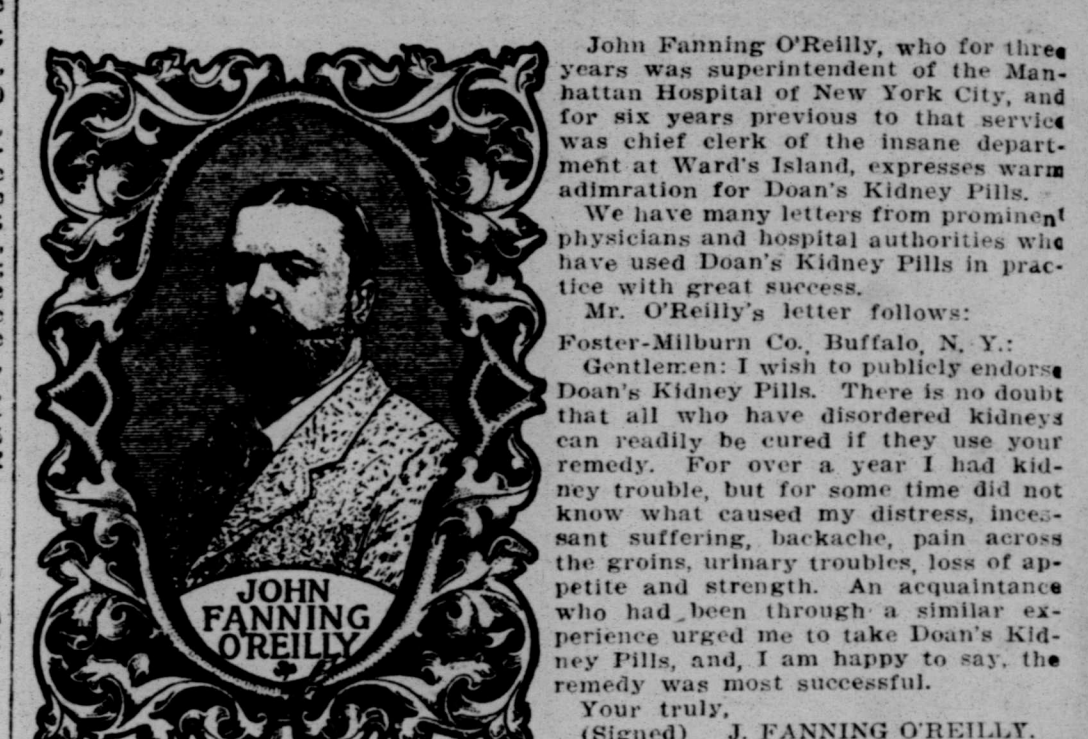 JOHN
FANNING
O'REILLY
John Fanning O'Reilly, who for three
years was superintendent of the Man-
hattan Hospital of New York City, and
for six years previous to that service
was chief clerk of the insane depart-
ment at Ward's Island, expresses warm
adimration for Doan's Kidney Pills.
We have many letters from prominent
physicians and hospital authorities who
have used Doan's Kidney Pills in prac-
tice with great success.
Mr. O'Reilly's letter follows:
Foster-Milburn Co., Buffalo, N. Y.:
Gentlemen: I wish to publicly endorse
Doan's Kidney Pills. There is no doubt
that all who have disordered kidneys
can readily be cured if they use your
remedy. For over a year I had kid-
ney trouble, but for some time did not
know what caused my distress, inces-
sant suffering, backache, pain across
the groins, urinary troubles, loss of ap-
petite and strength. An acquaintance
who had been through a similar ex-
perience urged me to take Doan's Kid-
ney Pills, and, I am happy to say, the
remedy was most successful.
Your truly,
(Signed) J. FANNING O'REILLY.